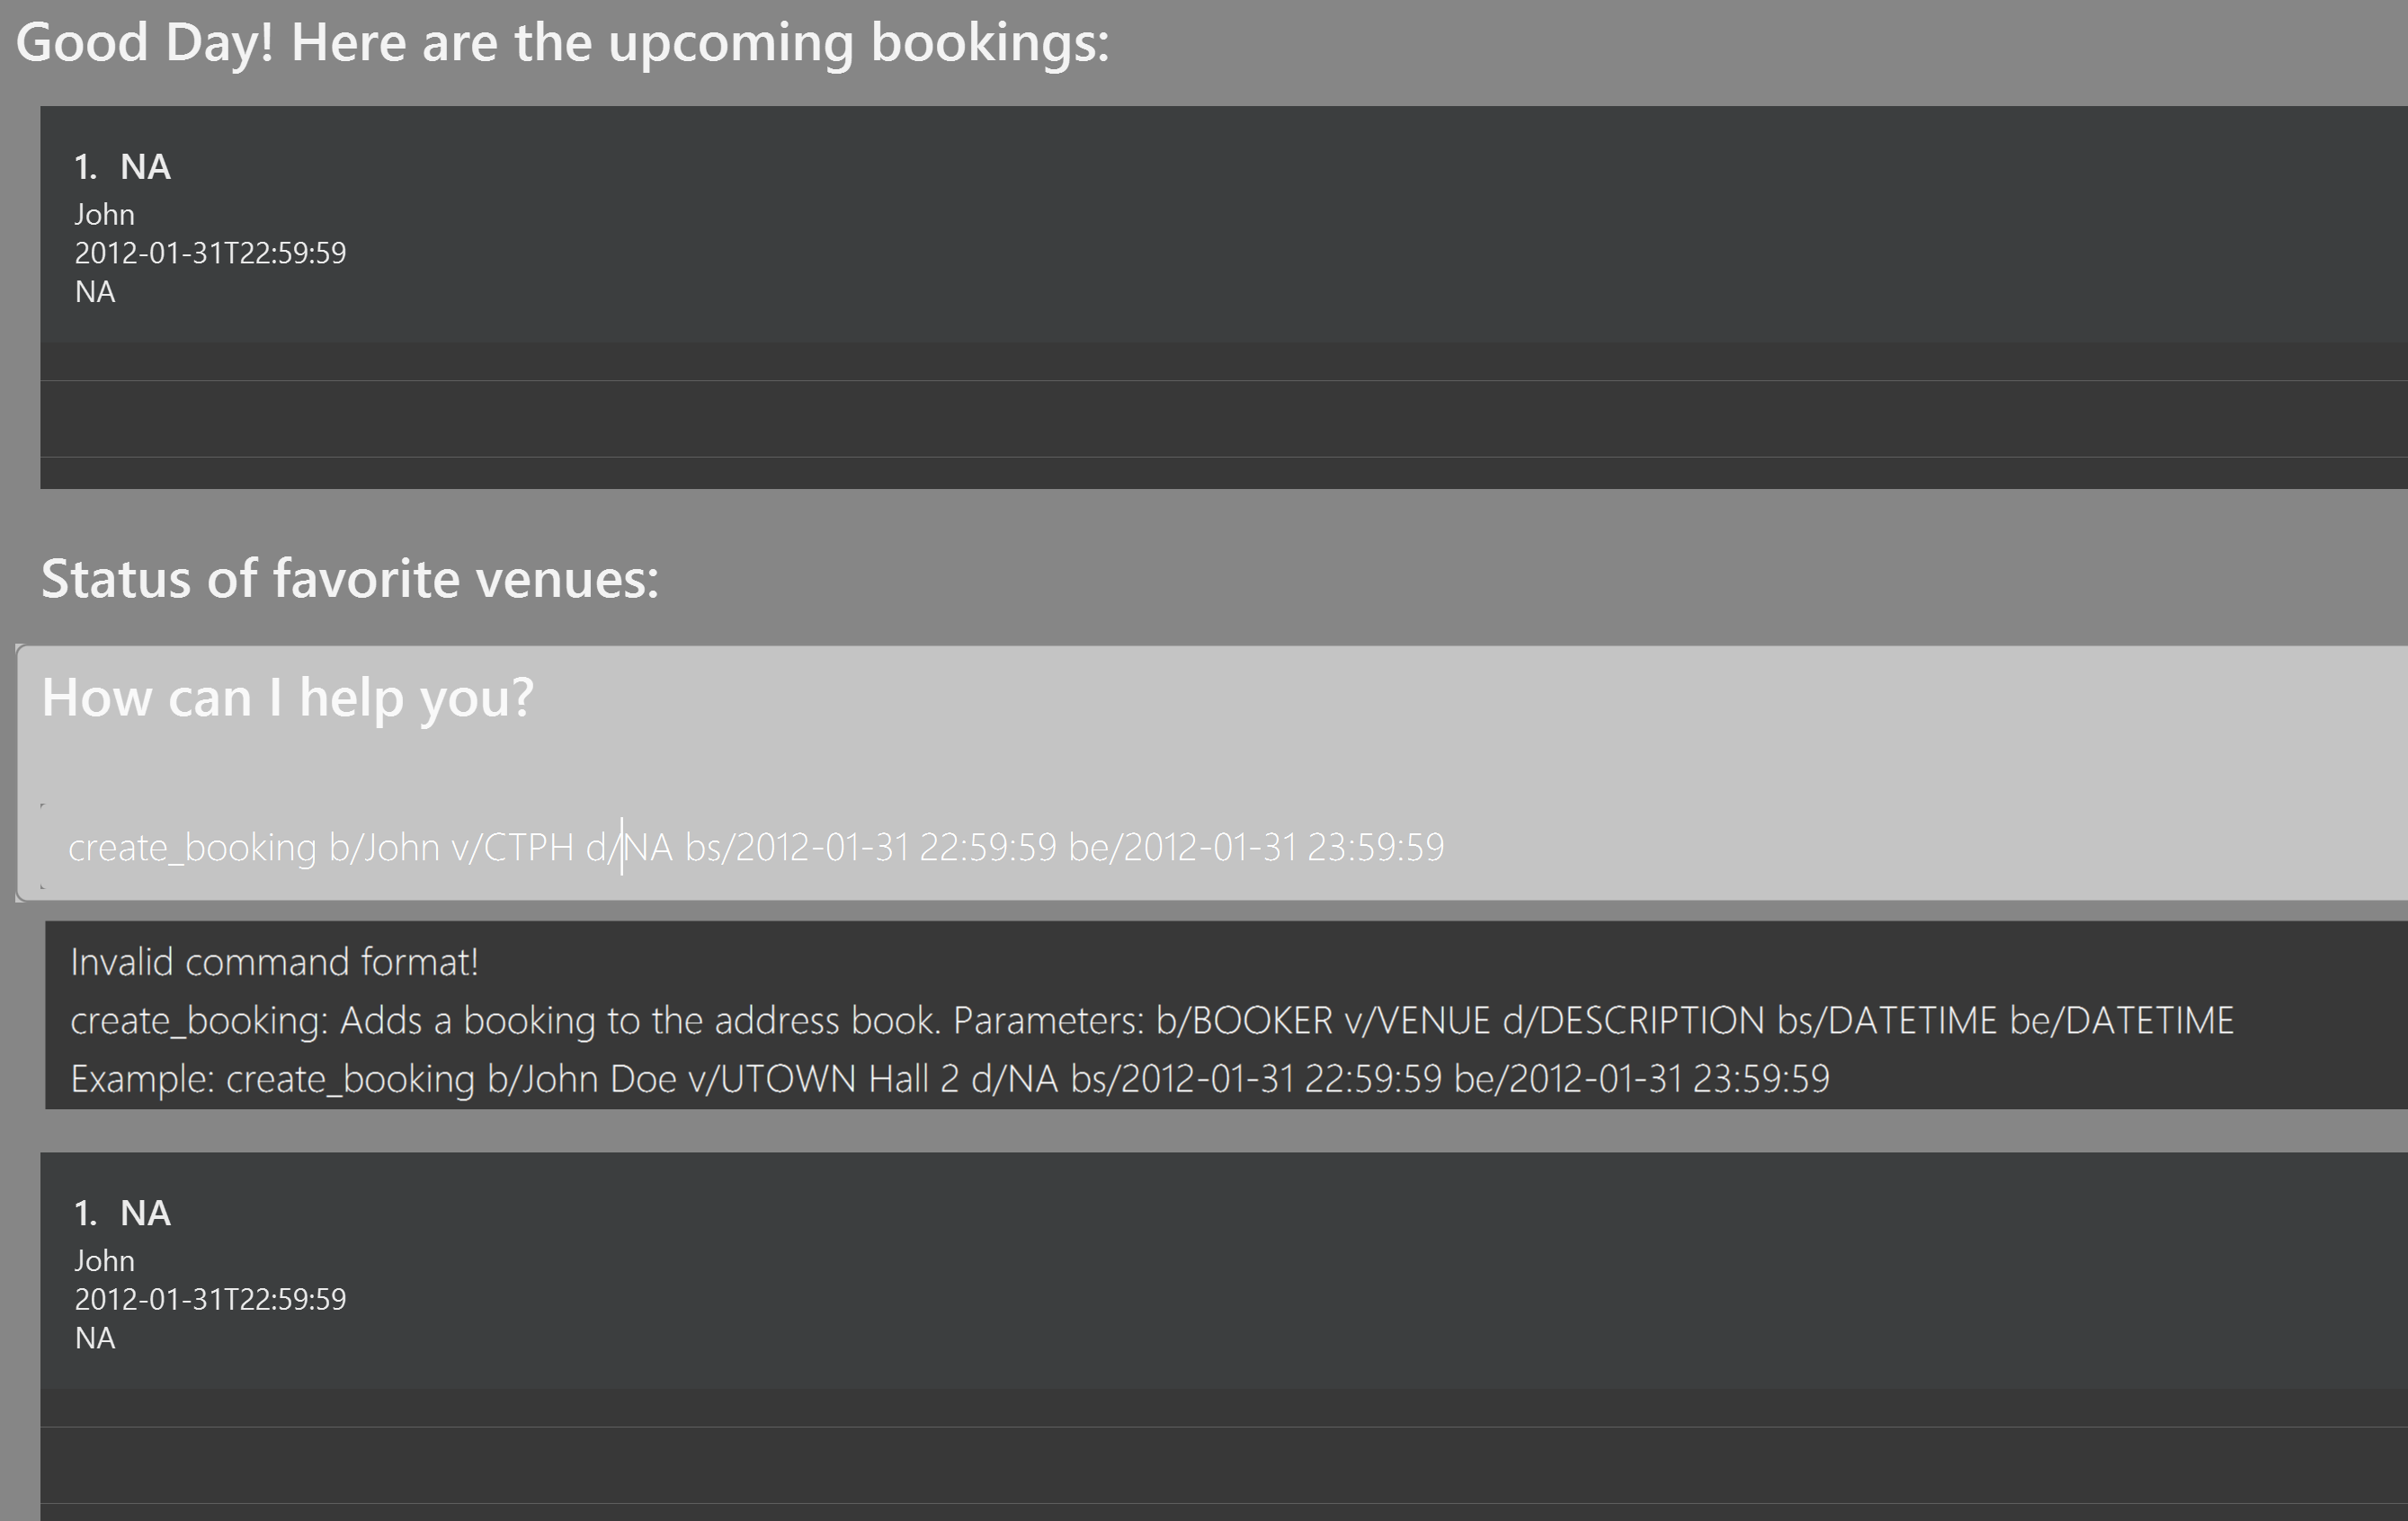 Good Day! Here are the upcoming bookings:
1. NA
John
2012-01-31T22:59:59
NA
Status of favorite venues:
How can I help you?
create_booking b/John v/CTPH d/NA bs/2012-01-31 22:59:59 be/2012-01-31 23:59:59
Invalid command format!
create_booking: Adds a booking to the address book. Parameters: b/BOOKER v/VENUE d/DESCRIPTION bs/DATETIME be/DATETIME
Example: create_booking b/John Doe v/UTOWN Hall 2 d/NA bs/2012-01-31 22:59:59 be/2012-01-31 23:59:59
1. NA
John
2012-01-31T22:59:59
NA